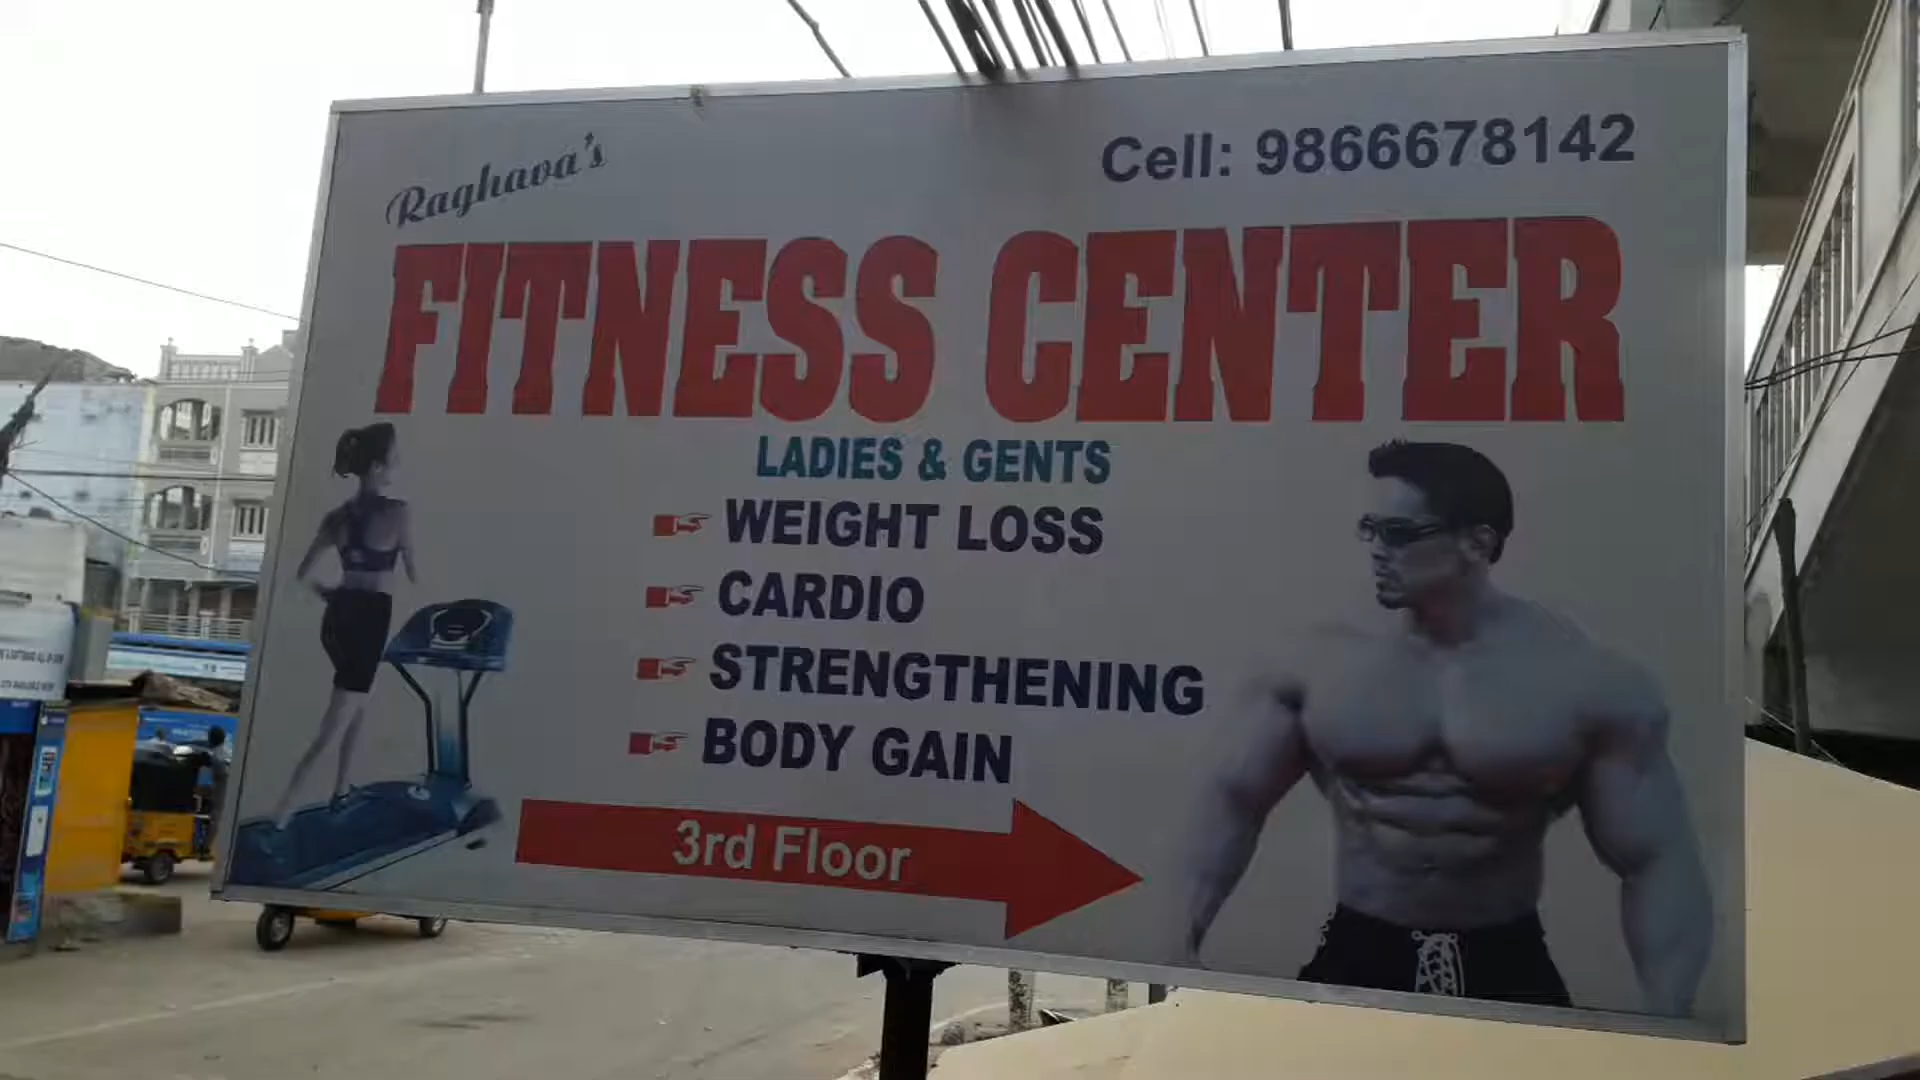 Raghava's
Cell: 9866678142
FITNESS CENTER
LADIES & GENTS
WEIGHT LOSS
CARDIO
STRENGTHENING
BODY GAIN
3rd Floor